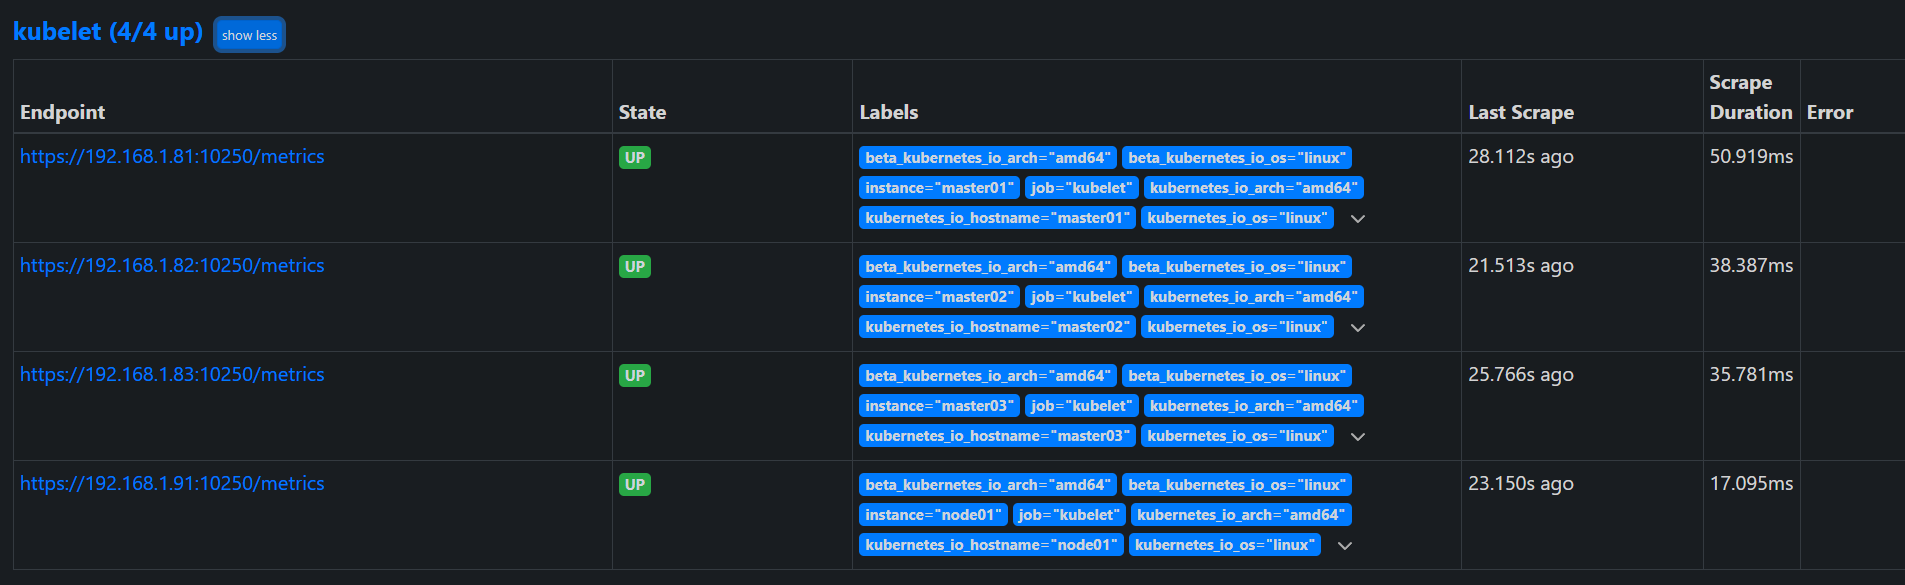 kubelet (4/4 up) show less
Endpoint State Labels Last Scrape Scrape Duration Error
https://192.168.1.81:10250/metrics UP beta_kubernetes_io_arch="amd64" beta_kubernetes_io_os="linux" 28.112s ago 50.919ms
instance="master01" job="kubelet" kubernetes_io_arch="amd64"
kubernetes_io_hostname="master01" kubernetes_io_os="linux"
https://192.168.1.82:10250/metrics UP beta_kubernetes_io_arch="amd64" beta_kubernetes_io_os="linux" 21.513s ago 38.387ms
instance="master02" job="kubelet" kubernetes_io_arch="amd64"
kubernetes_io_hostname="master02" kubernetes_io_os="linux"
https://192.168.1.83:10250/metrics UP beta_kubernetes_io_arch="amd64" beta_kubernetes_io_os="linux" 25.766s ago 35.781ms
instance="master03" job="kubelet" kubernetes_io_arch="amd64"
kubernetes_io_hostname="master03" kubernetes_io_os="linux"
https://192.168.1.91:10250/metrics UP beta_kubernetes_io_arch="amd64" beta_kubernetes_io_os="linux" 23.150s ago 17.095ms
instance="node01" job="kubelet" kubernetes_io_arch="amd64"
kubernetes_io_hostname="node01" kubernetes_io_os="linux"